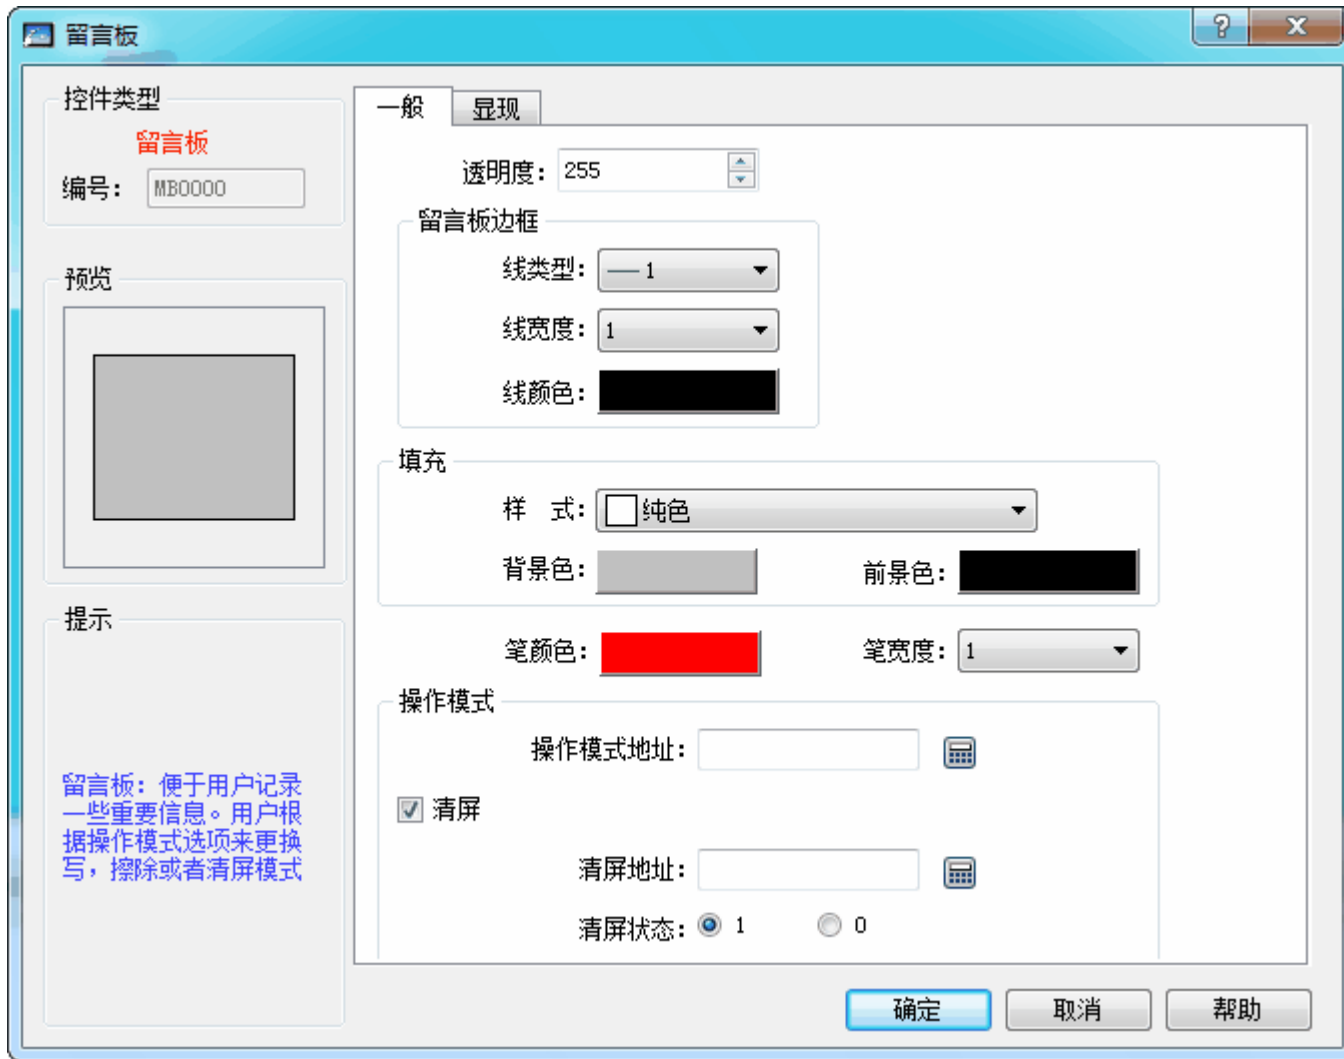 留言板
控件类型
留言板
编号： MB0000
预览
提示
留言板：便于用户记录
一些重要信息。用户根
据操作模式选项来更换
写，擦除或者清屏模式
一般 显现
透明度： 255
留言板边框
线类型： 1
线宽度： 1
线颜色：
填充
样 式： 纯色
背景色： 前景色：
笔颜色： 笔宽度： 1
操作模式
操作模式地址：
清屏
清屏地址：
清屏状态： 1 0
确定 取消 帮助